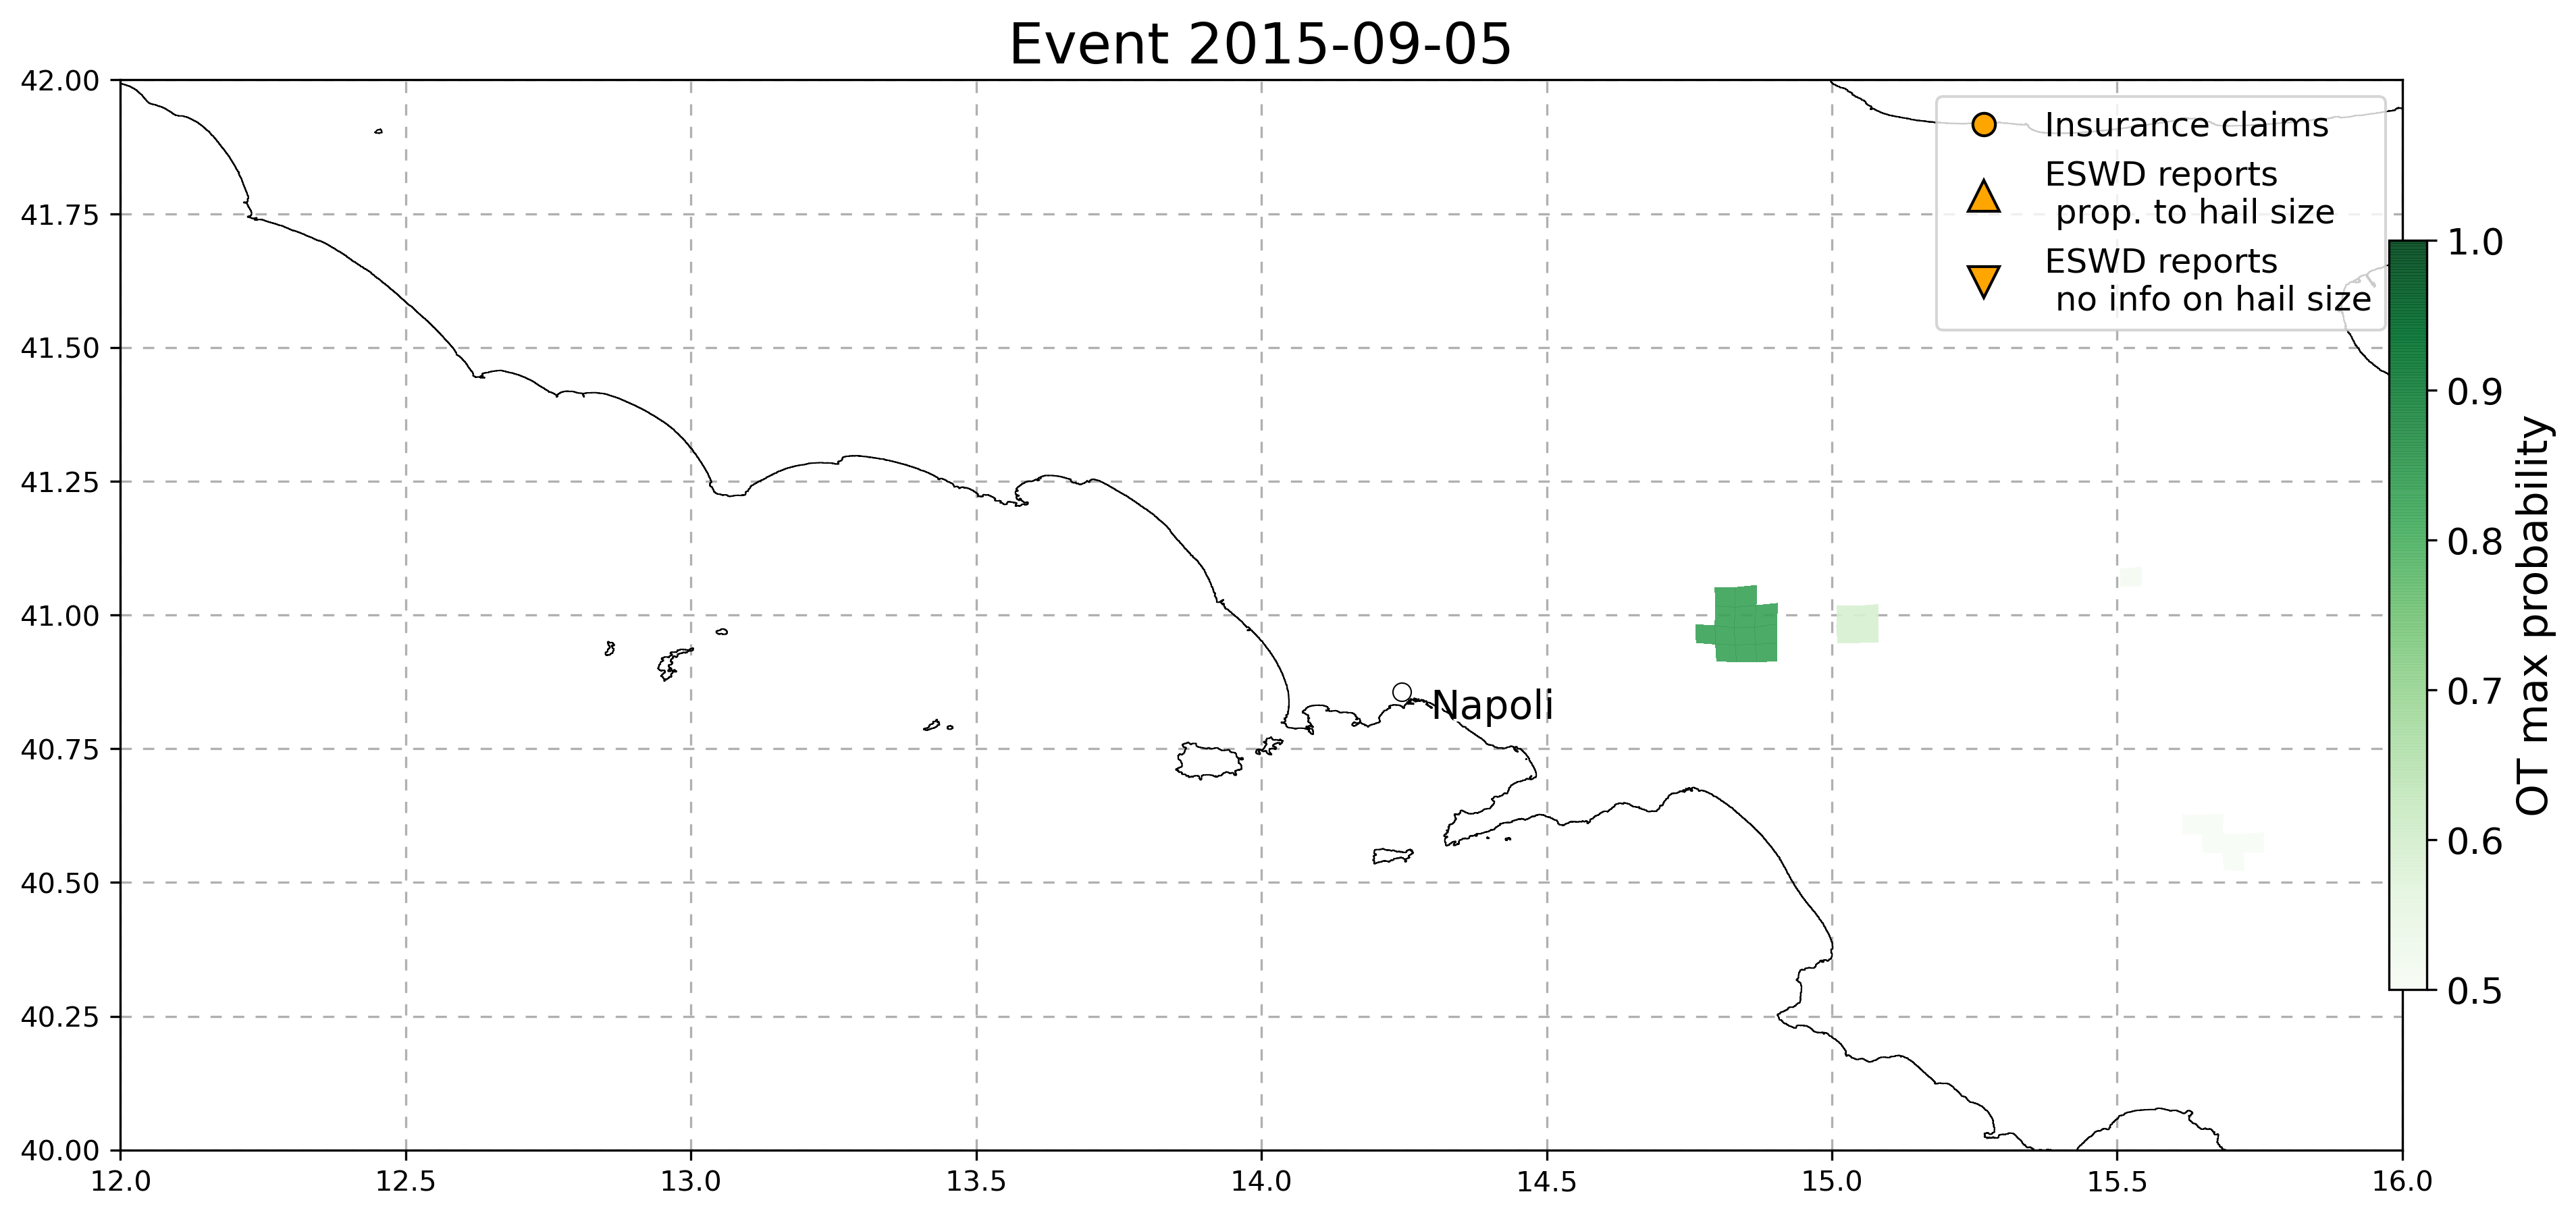 Event 2015-09-05
42.00
41.75
41.50
41.25
41.00
40.75
40.50
40.25
40.00
12.0 12.5 13.0 13.5 14.0 14.5 15.0 15.5 16.0
Insurance claims
ESWD reports
prop. to hail size
ESWD reports
no info on hail size
Napoli
1.0
0.9
0.8
0.7
0.6
0.5
OT max probability